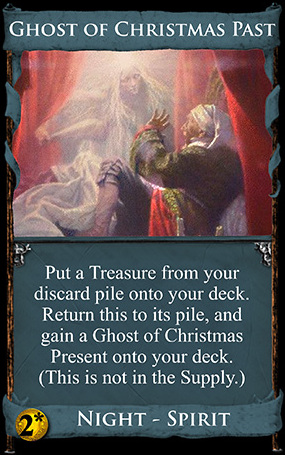 Ghost of Christmas Past
Put a Treasure from your
discard pile onto your deck.
Return this to its pile, and
gain a Ghost of Christmas
Present onto your deck.
(This is not in the Supply.)
2* Night - Spirit